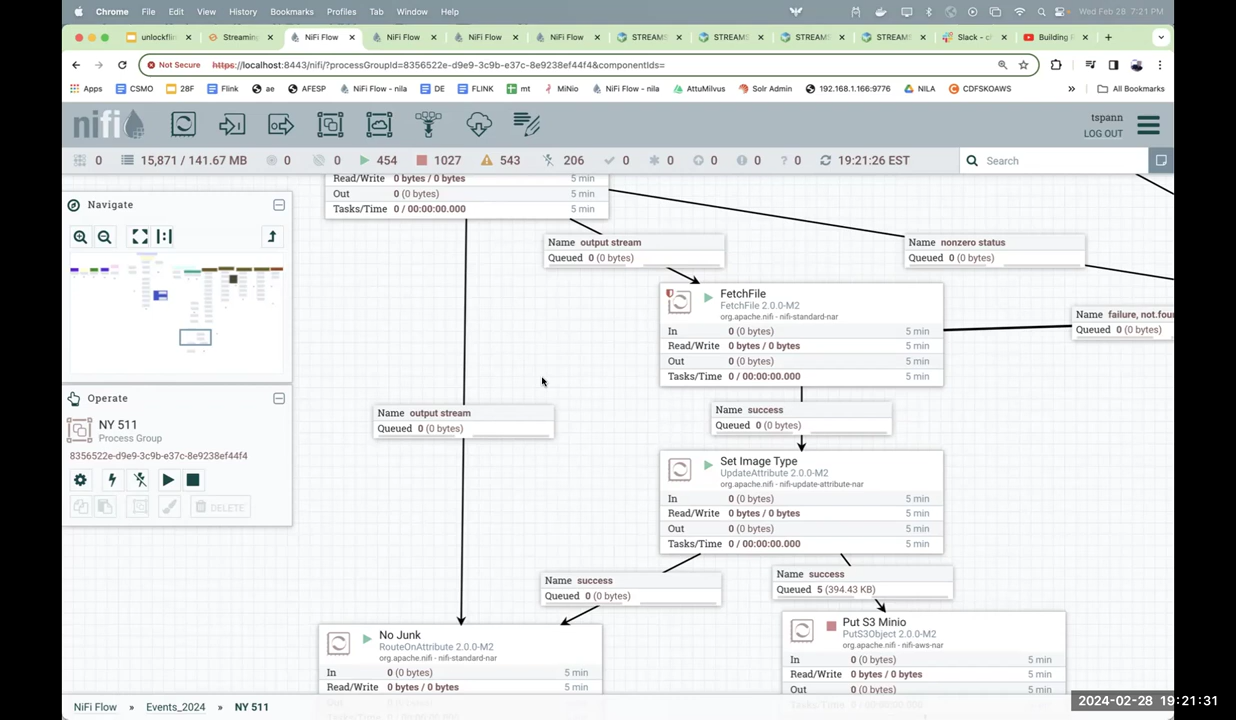 Chrome File Edit View History Bookmarks Profiles Tab Window Help Wed Feb 28 7:21 PM
unlockflin Streaming NiFi Flow NiFi Flow NiFi Flow NiFi Flow STREAMS STREAMS STREAMS STREAMS Slack - c Building R
Not Secure https://localhost:8443/nifi/?processGroupId=8356522e-d9e9-3c9b-e37c-8e9238ef44f4&componentIds=
Apps CSMO 28F Flink ae AFESP NiFi Flow - nila DE FLINK mt MiNio NiFi Flow - nila AttuMilvus Solr Admin 192.168.1.166:9776 NILA CDFSKOAWS » All Bookmarks
nifi
tspann
LOG OUT
0 15,871 / 141.67 MB 0 0 454 1027 543 206 0 0 0 0 0 19:21:26 EST Search
Navigate
Operate
NY 511
Process Group
8356522e-d9e9-3c9b-e37c-8e9238ef44f4
DELETE
Read/Write 0 bytes / 0 bytes 5 min
Out 0 (0 bytes) 5 min
Tasks/Time 0 / 00:00:00.000 5 min
Name output stream
Queued 0 (0 bytes)
Name nonzero status
Queued 0 (0 bytes)
FetchFile
FetchFile 2.0.0-M2
org.apache.nifi - nifi-standard-nar
In 0 (0 bytes) 5 min
Read/Write 0 bytes / 0 bytes 5 min
Out 0 (0 bytes) 5 min
Tasks/Time 0 / 00:00:00.000 5 min
Name failure, not.foun
Queued 0 (0 bytes)
Name output stream
Queued 0 (0 bytes)
Name success
Queued 0 (0 bytes)
Set Image Type
UpdateAttribute 2.0.0-M2
org.apache.nifi - nifi-update-attribute-nar
In 0 (0 bytes) 5 min
Read/Write 0 bytes / 0 bytes 5 min
Out 0 (0 bytes) 5 min
Tasks/Time 0 / 00:00:00.000 5 min
Name success
Queued 0 (0 bytes)
Name success
Queued 5 (394.43 KB)
No Junk
RouteOnAttribute 2.0.0-M2
org.apache.nifi - nifi-standard-nar
In 0 (0 bytes) 5 min
Read/Write 0 bytes / 0 bytes 5 min
Put S3 Minio
PutS3Object 2.0.0-M2
org.apache.nifi - nifi-aws-nar
In 0 (0 bytes) 5 min
Read/Write 0 bytes / 0 bytes 5 min
Out 0 (0 bytes) 5 min
NiFi Flow » Events_2024 » NY 511
2024-02-28 19:21:31